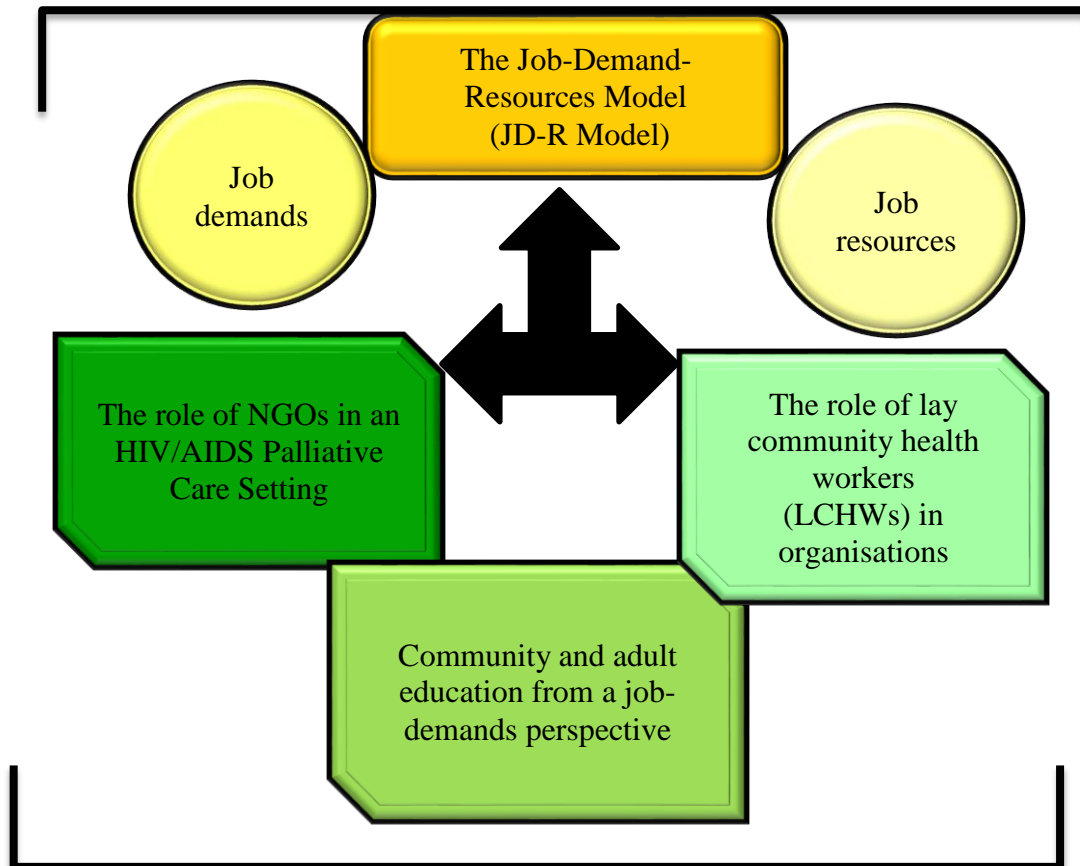 The Job-Demand-
Resources Model
(JD-R Model)
Job
demands
Job
resources
The role of NGOs in an
HIV/AIDS Palliative
Care Setting
The role of lay
community health
workers
(LCHWs) in
organisations
Community and adult
education from a job-
demands perspective